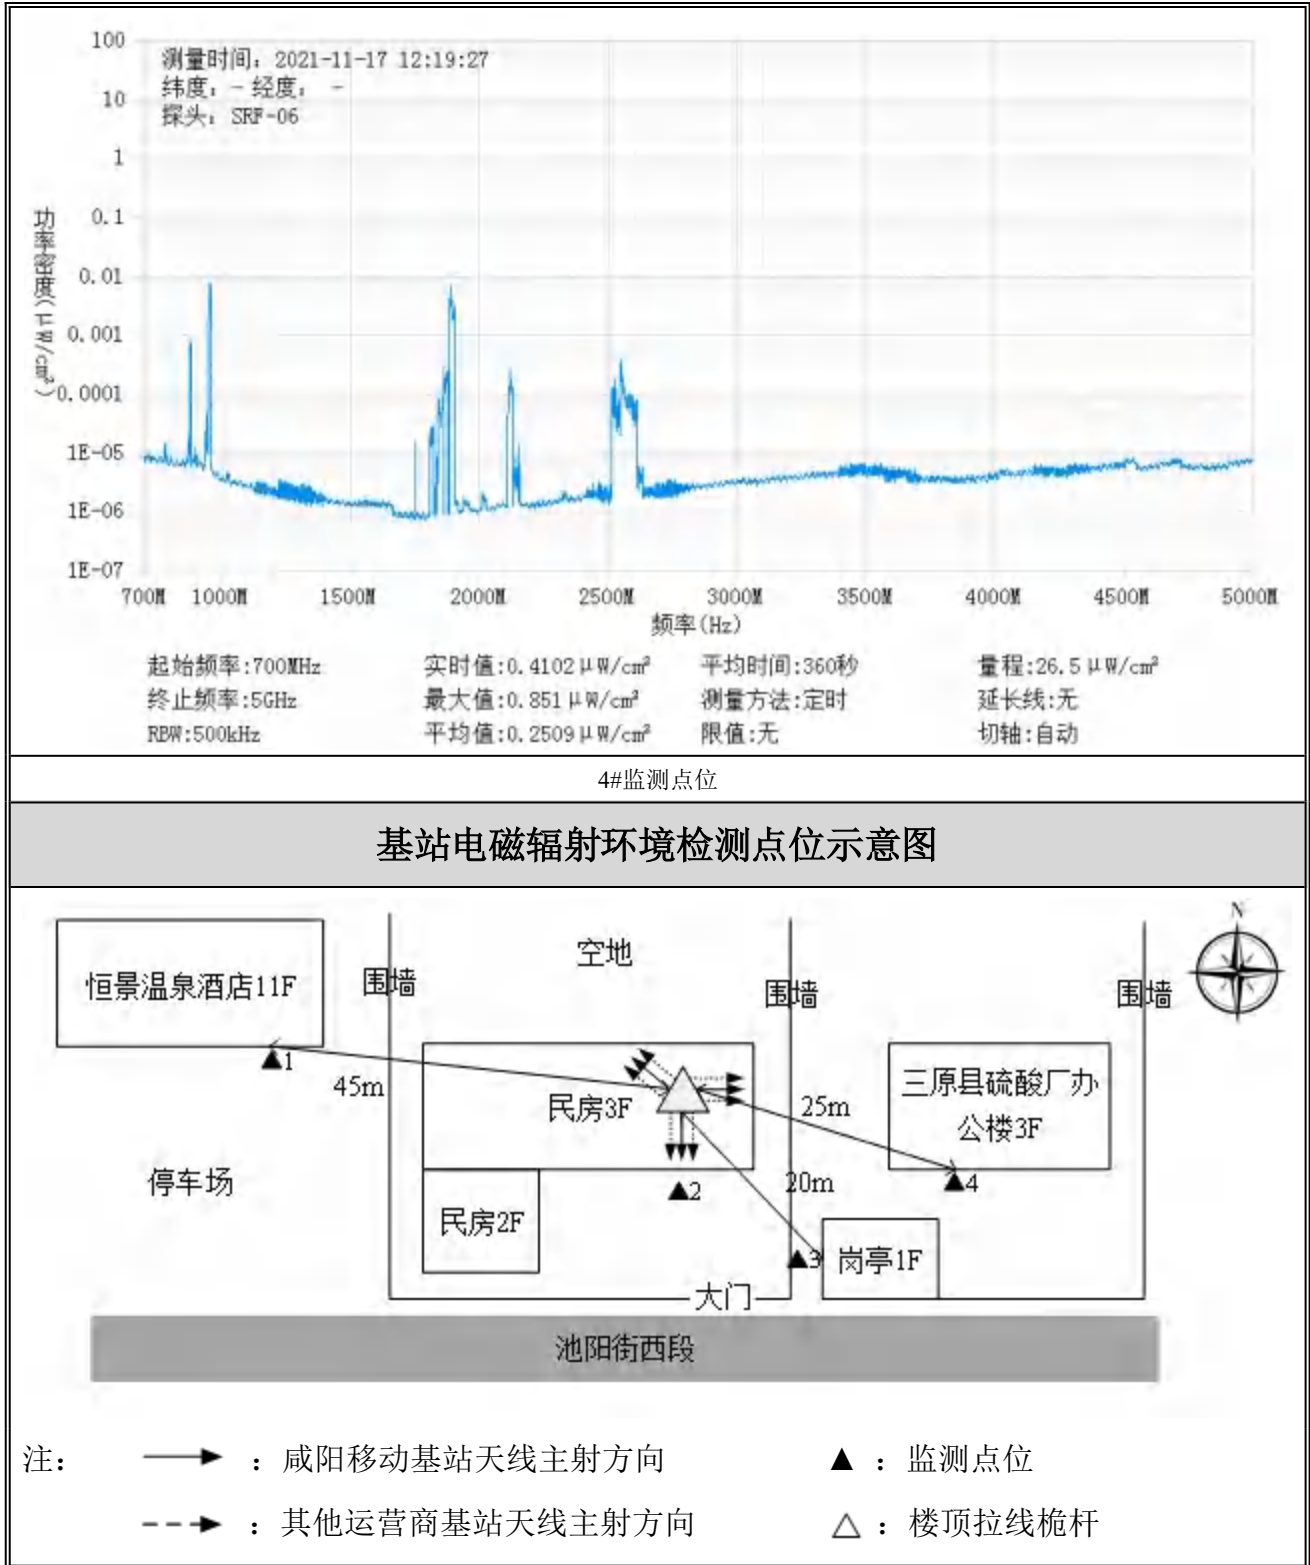 100
10
1
0.1
0.01
0.001
0.0001
1E-05
1E-06
1E-07
功率密度(μW/cm²)
测量时间：2021-11-17 12:19:27
纬度：- 经度： -
探头：SRF-06
700M 1000M 1500M 2000M 2500M 3000M 3500M 4000M 4500M 5000M
频率(Hz)
起始频率:700MHz 实时值:0.4102μW/cm² 平均时间:360秒 量程:26.5μW/cm²
终止频率:5GHz 最大值:0.851μW/cm² 测量方法:定时 延长线:无
RBW:500kHz 平均值:0.2509μW/cm² 限值:无 切轴:自动
4#监测点位
基站电磁辐射环境检测点位示意图
N
空地
恒景温泉酒店11F
围墙
围墙
围墙
▲1
45m
民房3F
25m
三原县硫酸厂办
公楼3F
停车场
▲2
20m
▲4
民房2F
▲3
岗亭1F
大门
池阳街西段
注： ：咸阳移动基站天线主射方向 ▲：监测点位
：其他运营商基站天线主射方向 △：楼顶拉线桅杆